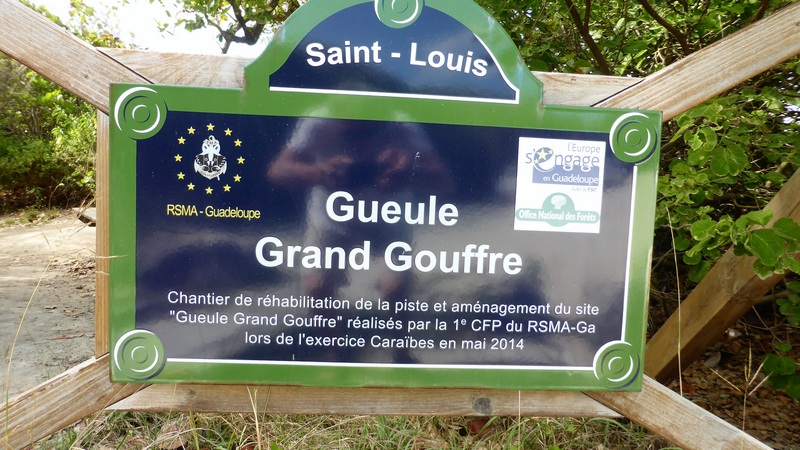 Saint - Louis
RSMA - Guadeloupe
l'Europe
s'engage
en Guadeloupe
Office National des Forêts
Gueule
Grand Gouffre
Chantier de réhabilitation de la piste et aménagement du site
"Gueule Grand Gouffre" réalisés par la 1e CFP du RSMA-Ga
lors de l'exercice Caraïbes en mai 2014